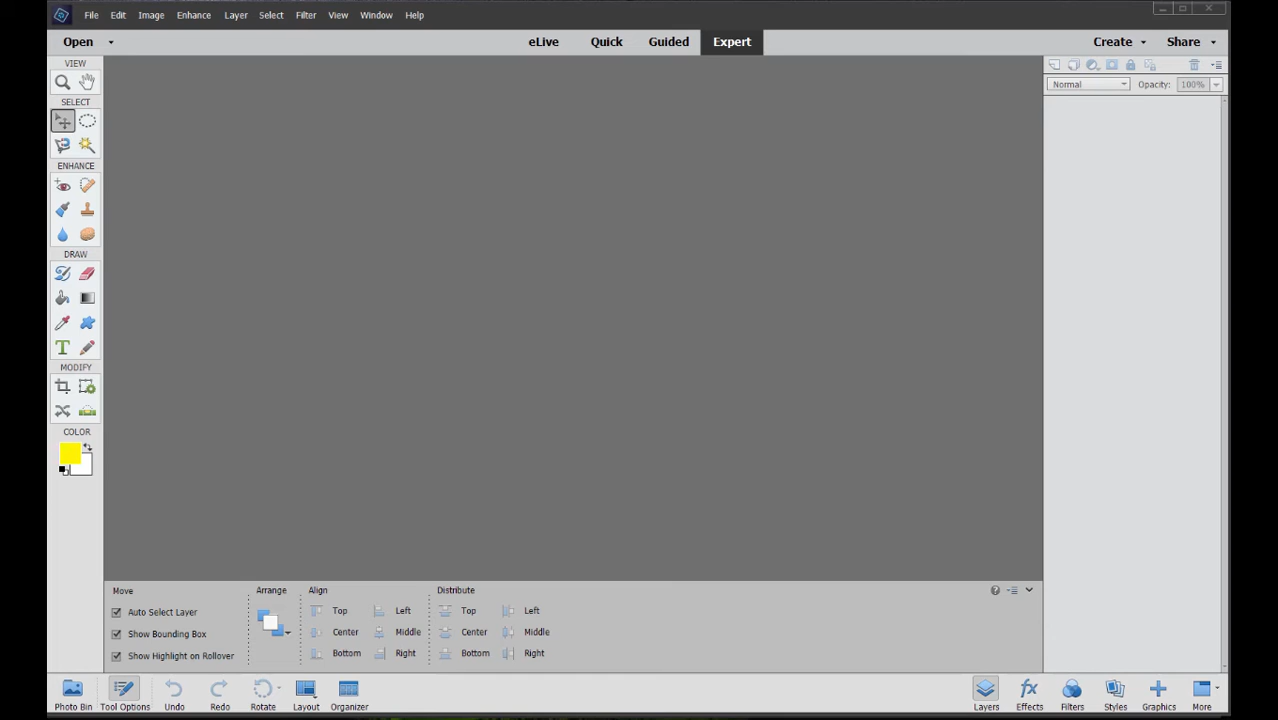 File Edit Image Enhance Layer Select Filter View Window Help
Open eLive Quick Guided Expert Create Share
VIEW
SELECT
Normal Opacity: 100%
ENHANCE
DRAW
T
MODIFY
COLOR
Move Arrange Align Distribute
Auto Select Layer Top Left Top Left
Show Bounding Box Center Middle Center Middle
Show Highlight on Rollover Bottom Right Bottom Right
fx
Photo Bin Tool Options Undo Redo Rotate Layout Organizer Layers Effects Filters Styles Graphics More